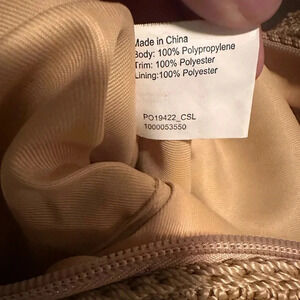 Made in China
Body: 100% Polypropylene
Trim: 100% Polyester
Lining:100% Polyester
PO19422_CSL
1000053550